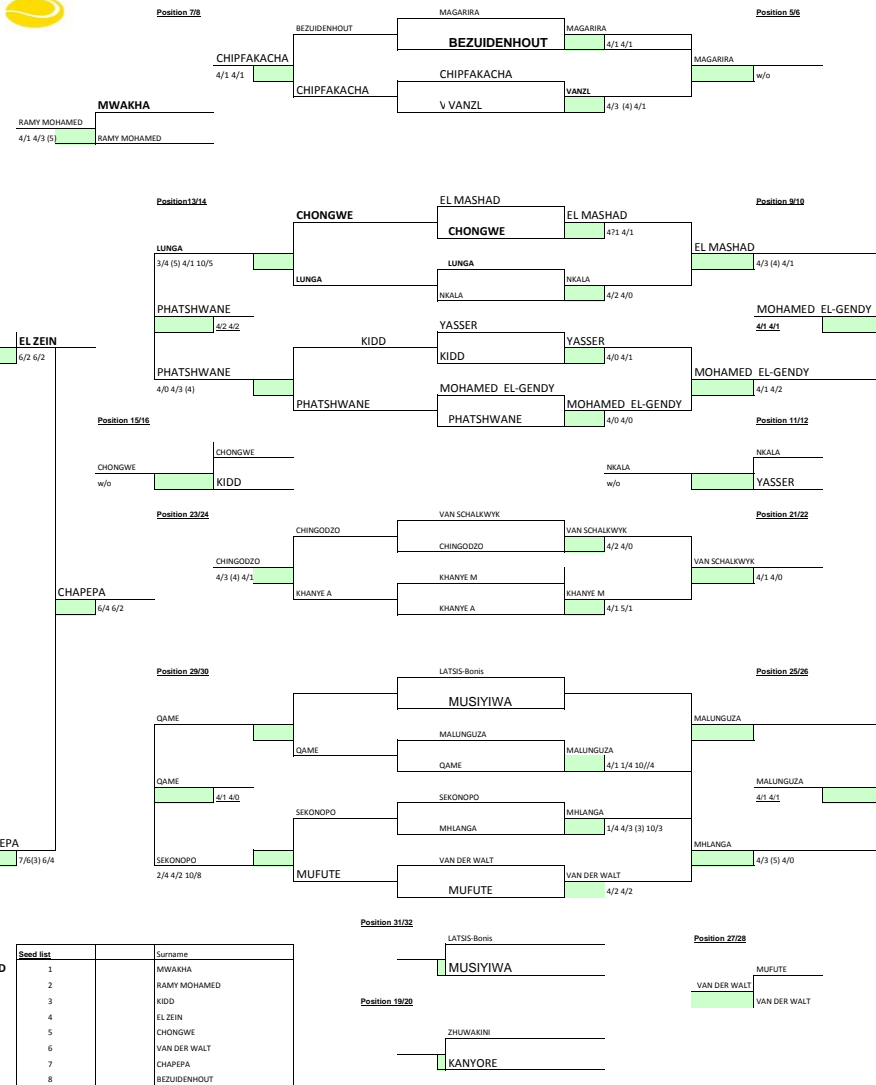 Position 7/8 MAGARIRA Position 5/6
BEZUIDENHOUT MAGARIRA
BEZUIDENHOUT 4/1 4/1
CHIPFAKACHA MAGARIRA
4/1 4/1 CHIPFAKACHA w/o
CHIPFAKACHA VANZL
MWAKHA V VANZL 4/3 (4) 4/1
RAMY MOHAMED
4/1 4/3 (5) RAMY MOHAMED
Position13/14 EL MASHAD Position 9/10
CHONGWE EL MASHAD
CHONGWE 4?1 4/1
LUNGA EL MASHAD
3/4 (5) 4/1 10/5 LUNGA 4/3 (4) 4/1
LUNGA NKALA
NKALA 4/2 4/0
PHATSHWANE MOHAMED EL-GENDY
4/2 4/2 YASSER 4/1 4/1
EL ZEIN KIDD YASSER
6/2 6/2 KIDD 4/0 4/1
PHATSHWANE MOHAMED EL-GENDY
4/0 4/3 (4) MOHAMED EL-GENDY 4/1 4/2
PHATSHWANE MOHAMED EL-GENDY
Position 15/16 PHATSHWANE 4/0 4/0 Position 11/12
CHONGWE NKALA
CHONGWE NKALA
w/o KIDD w/o YASSER
Position 23/24 VAN SCHALKWYK Position 21/22
CHINGODZO VAN SCHALKWYK
CHINGODZO 4/2 4/0
CHINGODZO VAN SCHALKWYK
4/3 (4) 4/1 KHANYE M 4/1 4/0
CHAPEPA KHANYE A KHANYE M
6/4 6/2 KHANYE A 4/1 5/1
Position 29/30 LATSIS-Bonis Position 25/26
MUSIYIWA
QAME MALUNGUZA
MALUNGUZA
QAME MALUNGUZA
QAME 4/1 1/4 10//4
QAME MALUNGUZA
4/1 4/0 SEKONOPO 4/1 4/1
SEKONOPO MHLANGA
MHLANGA 1/4 4/3 (3) 10/3
EPA MHLANGA
7/6(3) 6/4 SEKONOPO VAN DER WALT 4/3 (5) 4/0
2/4 4/2 10/8 MUFUTE VAN DER WALT
MUFUTE 4/2 4/2
Position 31/32
LATSIS-Bonis Position 27/28
Seed list Surname
D 1 MWAKHA MUSIYIWA MUFUTE
2 RAMY MOHAMED VAN DER WALT
3 KIDD Position 19/20 VAN DER WALT
4 EL ZEIN
5 CHONGWE ZHUWAKINI
6 VAN DER WALT
7 CHAPEPA KANYORE
8 BEZUIDENHOUT